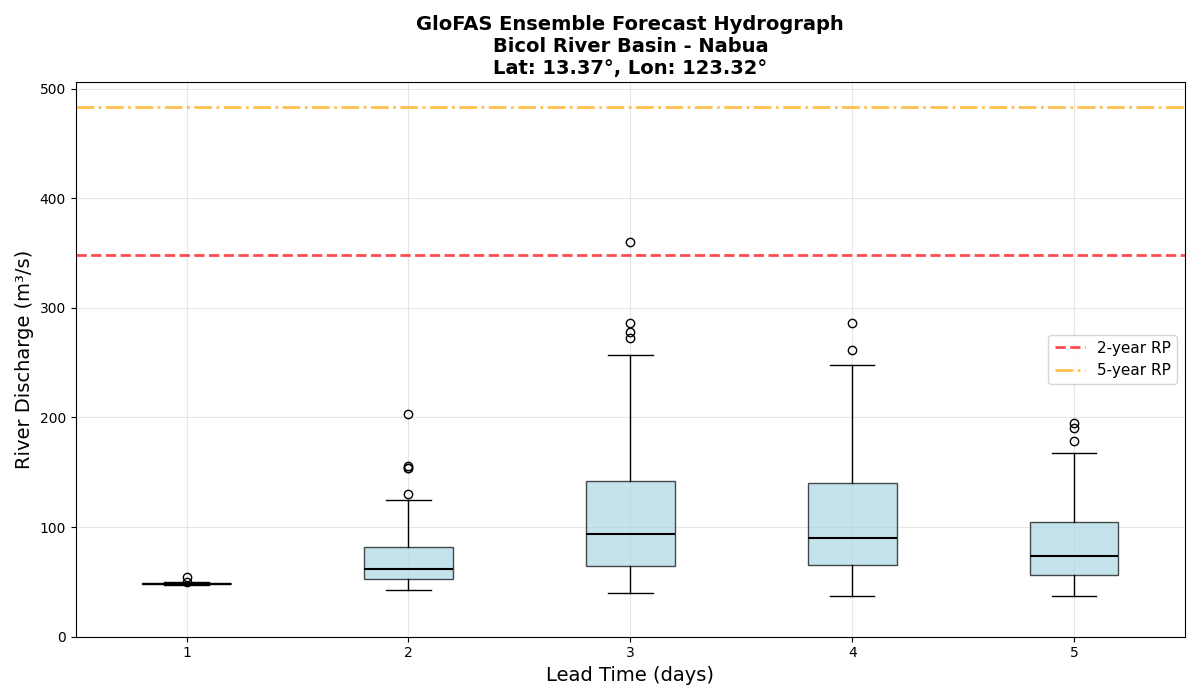 GloFAS Ensemble Forecast Hydrograph
Bicol River Basin - Nabua
Lat: 13.37°, Lon: 123.32°
River Discharge (m³/s)
500
400
300
200
100
0
2-year RP
5-year RP
1 2 3 4 5
Lead Time (days)